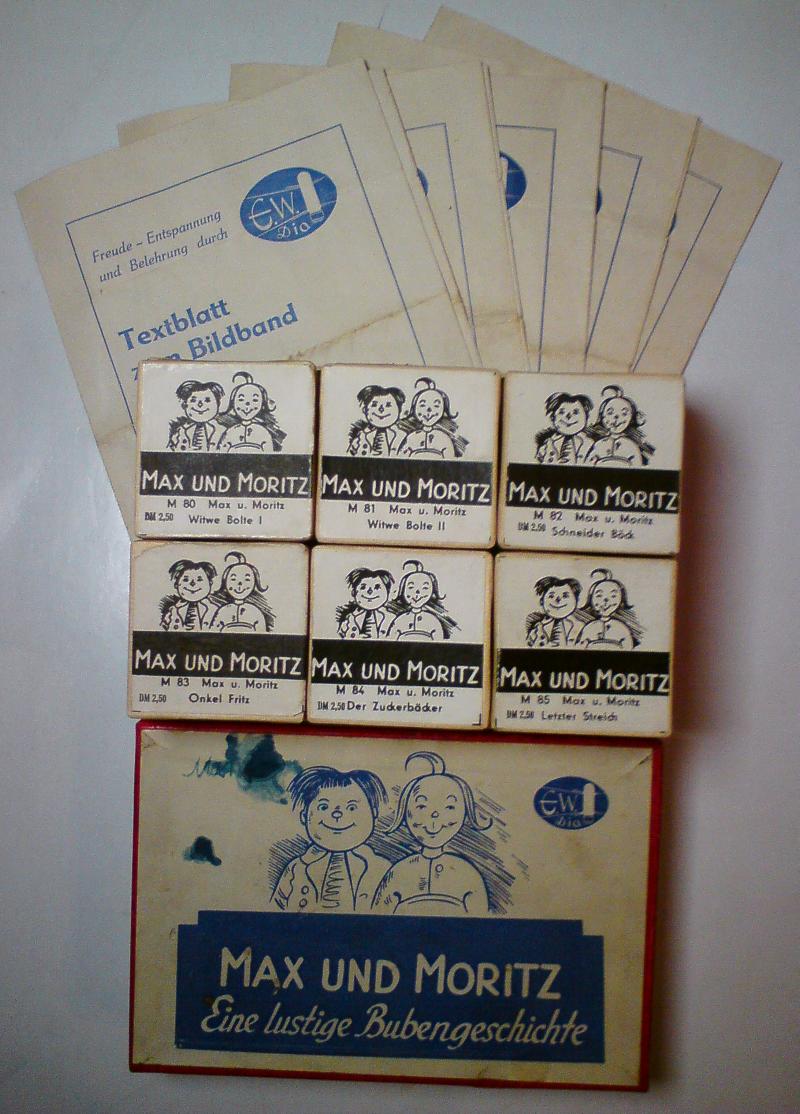 Freude - Entspannung
und Belehrung durch
E.W.
Dia
Textblatt
Bildband
MAX UND MORITZ
M 80 Max u. Moritz
DM 2,50 Witwe Bolte I
MAX UND MORITZ
M 81 Max u. Moritz
Witwe Bolte II
MAX UND MORITZ
M 82 Max u. Moritz
DM 2,50 Schneider Böck
MAX UND MORITZ
M 83 Max u. Moritz
DM 2,50 Onkel Fritz
MAX UND MORITZ
M 84 Max u. Moritz
DM 2,50 Der Zuckerbäcker
MAX UND MORITZ
M 85 Max u. Moritz
DM 2,50 Letzter Streich
E.W.
Dia
MAX UND MORITZ
Eine lustige Bubengeschichte